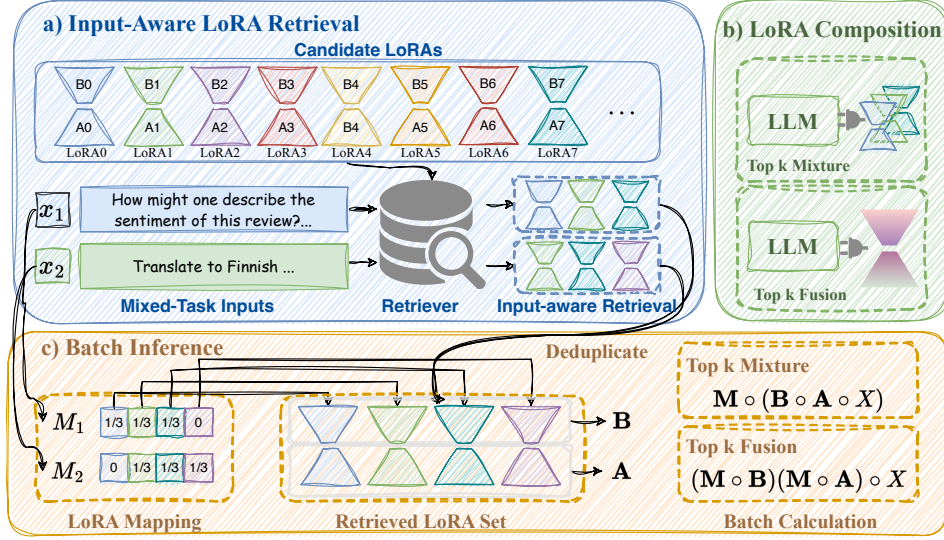 a) Input-Aware LoRA Retrieval
Candidate LoRAs
B0 B1 B2 B3 B4 B5 B6 B7
A0 A1 A2 A3 B4 A5 A6 A7
...
LoRA0 LoRA1 LoRA2 LoRA3 LoRA4 LoRA5 LoRA6 LoRA7
x1
How might one describe the
sentiment of this review?...
x2
Translate to Finnish ...
Mixed-Task Inputs
Retriever
Input-aware Retrieval
b) LoRA Composition
LLM
Top k Mixture
LLM
Top k Fusion
c) Batch Inference
Deduplicate
M1 1/3 1/3 1/3 0
M2 0 1/3 1/3 1/3
LoRA Mapping
B
A
Retrieved LoRA Set
Top k Mixture
M ∘ (B ∘ A ∘ X)
Top k Fusion
(M ∘ B)(M ∘ A) ∘ X
Batch Calculation